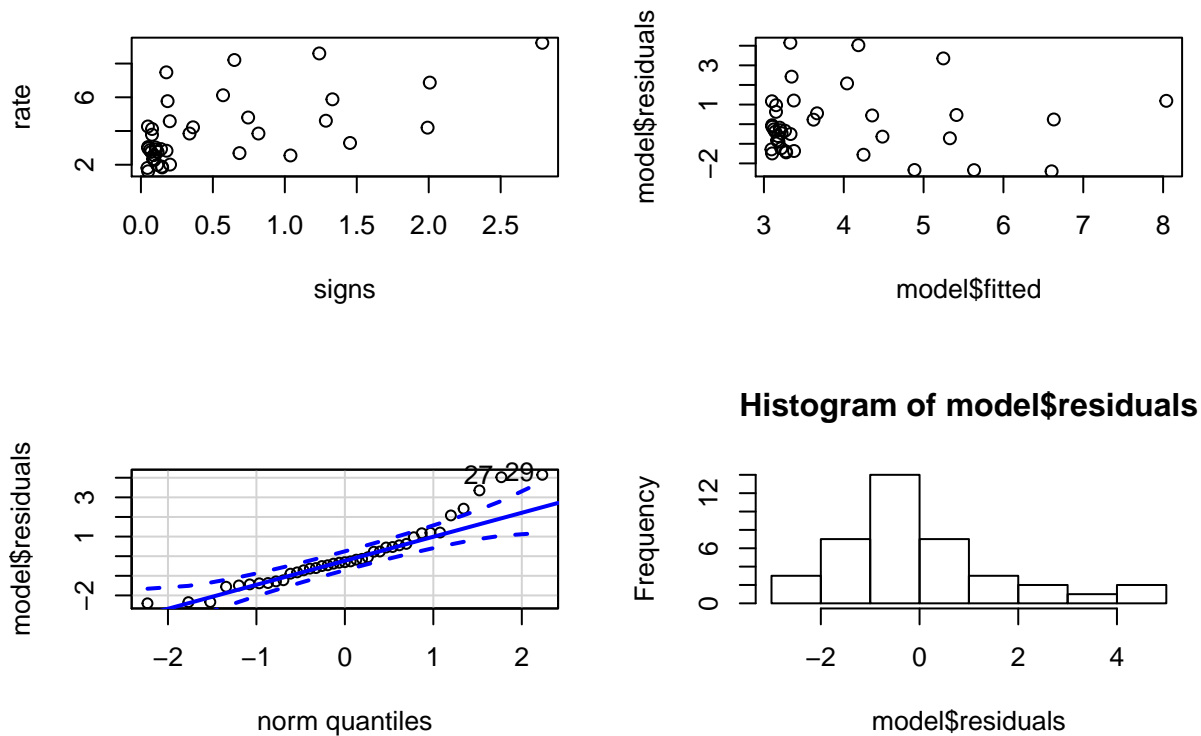 rate
6
2
0.0 0.5 1.0 1.5 2.0 2.5
signs
model$residuals
3
1
−2
3 4 5 6 7 8
model$fitted
model$residuals
3
1
−2
27 29
−2 −1 0 1 2
norm quantiles
Histogram of model$residuals
Frequency
12
6
0
−2 0 2 4
model$residuals